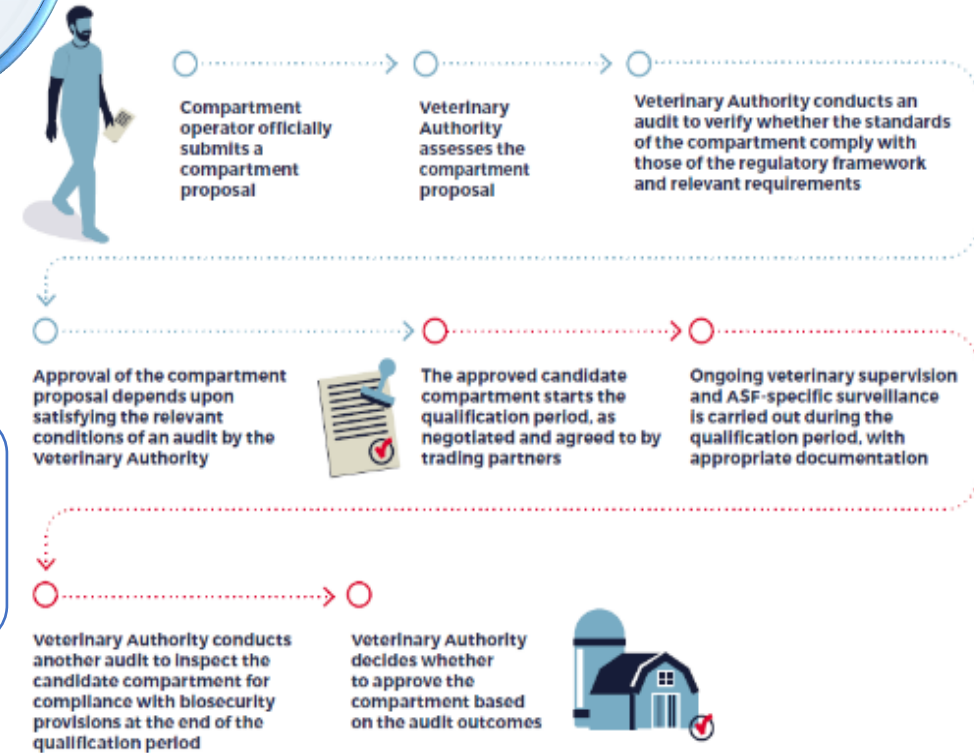 Compartment
operator officially
submits a
compartment
proposal
Veterinary
Authority
assesses the
compartment
proposal
Veterinary Authority conducts an
audit to verify whether the standards
of the compartment comply with
those of the regulatory framework
and relevant requirements
Approval of the compartment
proposal depends upon
satisfying the relevant
conditions of an audit by the
Veterinary Authority
The approved candidate
compartment starts the
qualification period, as
negotiated and agreed to by
trading partners
Ongoing veterinary supervision
and ASF-specific surveillance
is carried out during the
qualification period, with
appropriate documentation
Veterinary Authority conducts
another audit to inspect the
candidate compartment for
compliance with biosecurity
provisions at the end of the
qualification period
Veterinary Authority
decides whether
to approve the
compartment based
on the audit outcomes